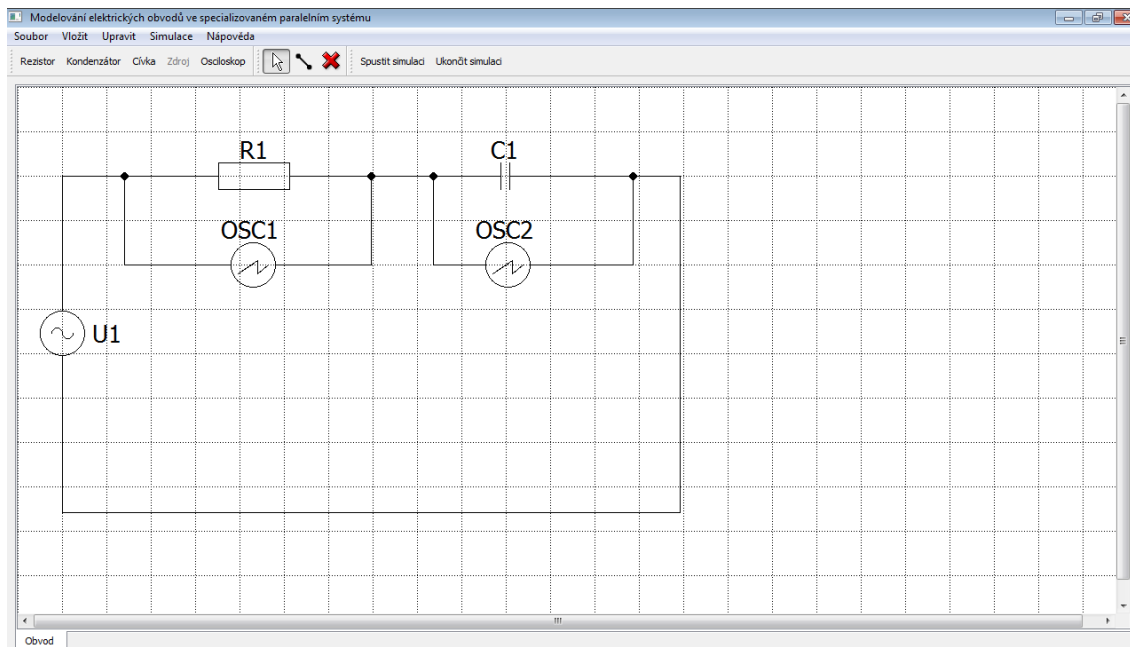 Modelování elektrických obvodů ve specializovaném paralelním systému
Soubor Vložit Upravit Simulace Nápověda
Rezistor Kondenzátor Cívka Zdroj Osciloskop Spustit simulaci Ukončit simulaci
R1 C1
OSC1 OSC2
U1
Obvod